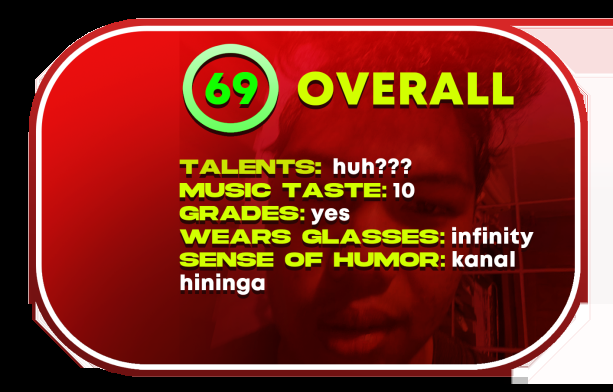 69 OVERALL
TALENTS: huh???
MUSIC TASTE: 10
GRADES: yes
WEARS GLASSES: infinity
SENSE OF HUMOR: kanal
hininga